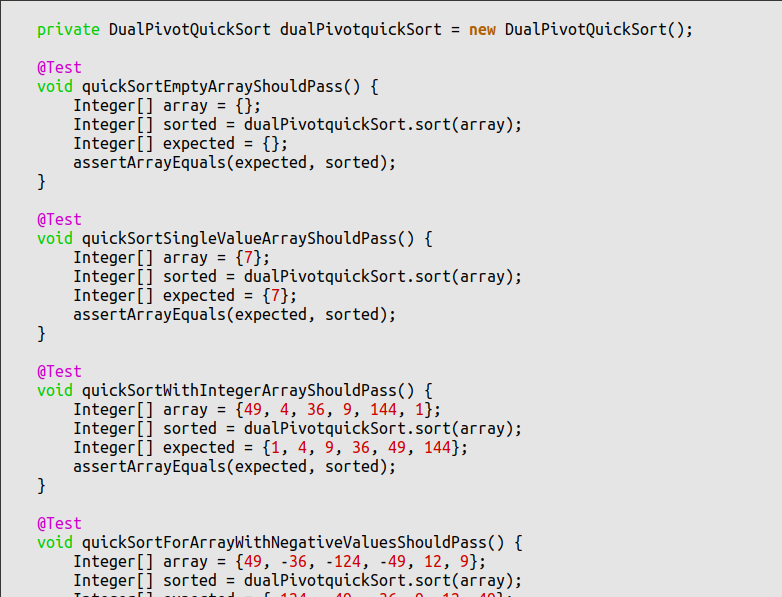 private DualPivotQuickSort dualPivotquickSort = new DualPivotQuickSort();
@Test
void quickSortEmptyArrayShouldPass() {
Integer[] array = {};
Integer[] sorted = dualPivotquickSort.sort(array);
Integer[] expected = {};
assertArrayEquals(expected, sorted);
}
@Test
void quickSortSingleValueArrayShouldPass() {
Integer[] array = {7};
Integer[] sorted = dualPivotquickSort.sort(array);
Integer[] expected = {7};
assertArrayEquals(expected, sorted);
}
@Test
void quickSortWithIntegerArrayShouldPass() {
Integer[] array = {49, 4, 36, 9, 144, 1};
Integer[] sorted = dualPivotquickSort.sort(array);
Integer[] expected = {1, 4, 9, 36, 49, 144};
assertArrayEquals(expected, sorted);
}
@Test
void quickSortForArrayWithNegativeValuesShouldPass() {
Integer[] array = {49, -36, -124, -49, 12, 9};
Integer[] sorted = dualPivotquickSort.sort(array);